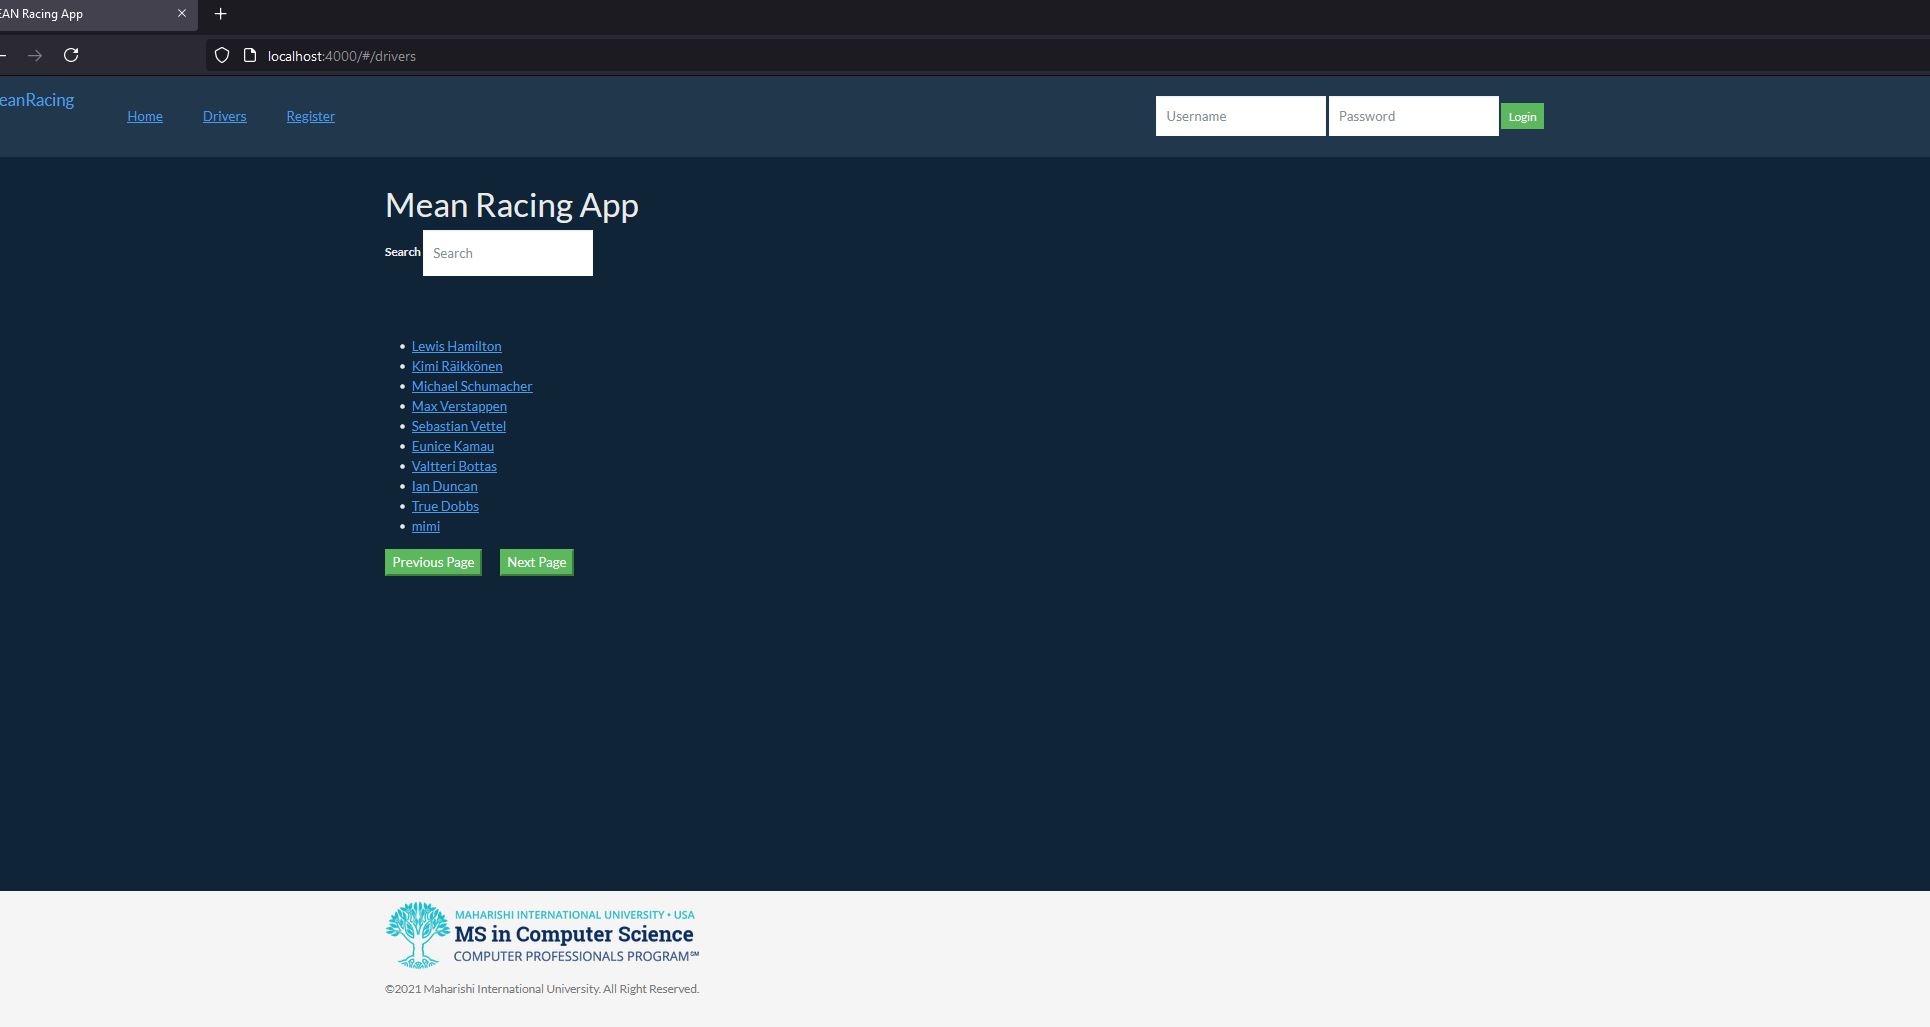 EAN Racing App
localhost:4000/#/drivers
eanRacing
Home Drivers Register Username Password Login
Mean Racing App
Search Search
Lewis Hamilton
Kimi Räikkönen
Michael Schumacher
Max Verstappen
Sebastian Vettel
Eunice Kamau
Valtteri Bottas
Ian Duncan
True Dobbs
mimi
Previous Page Next Page
MAHARISHI INTERNATIONAL UNIVERSITY • USA
MS in Computer Science
COMPUTER PROFESSIONALS PROGRAM℠
©2021 Maharishi International University. All Right Reserved.